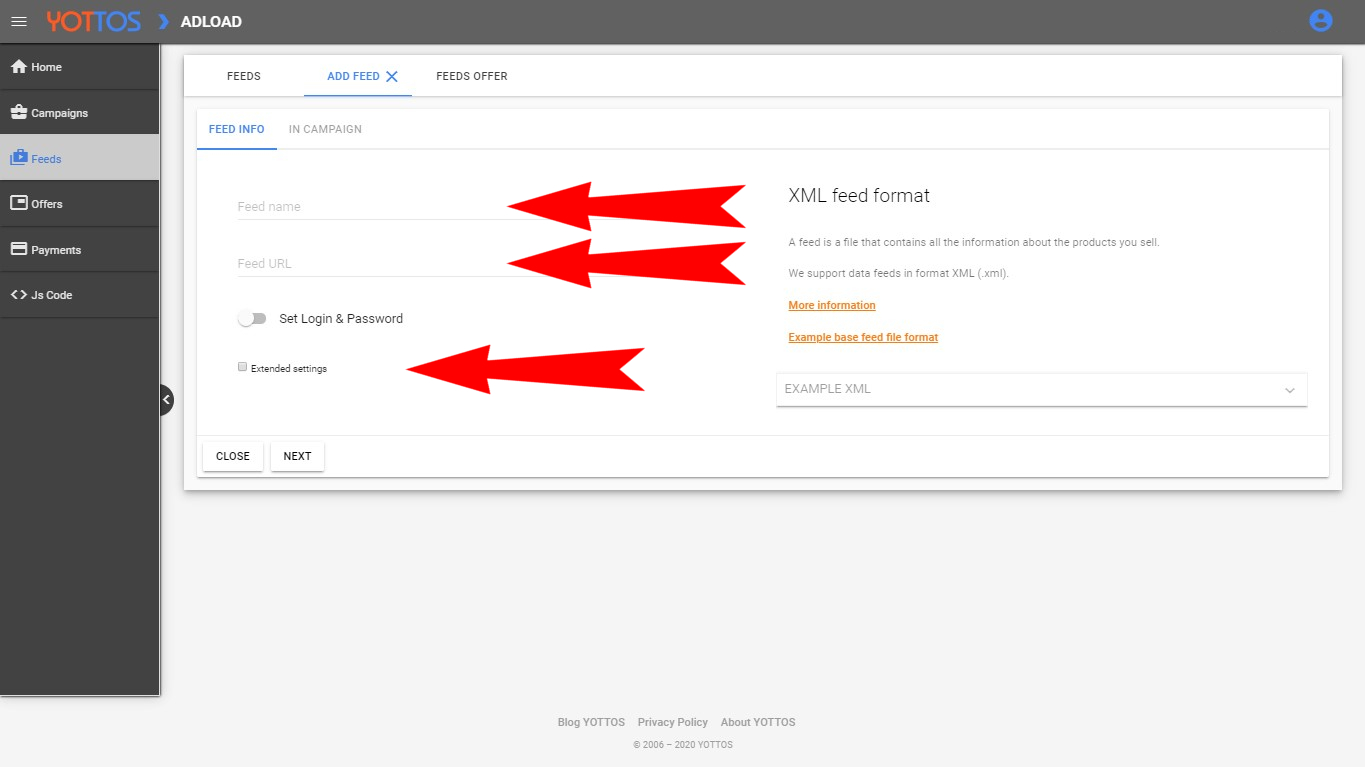 YOTTOS ADLOAD
Home
Campaigns
Feeds
Offers
Payments
Js Code
FEEDS ADD FEED FEEDS OFFER
FEED INFO IN CAMPAIGN
Feed name
Feed URL
Set Login & Password
Extended settings
XML feed format
A feed is a file that contains all the information about the products you sell.
We support data feeds in format XML (.xml).
More information
Example base feed file format
EXAMPLE XML
CLOSE NEXT
Blog YOTTOS Privacy Policy About YOTTOS
© 2006 – 2020 YOTTOS